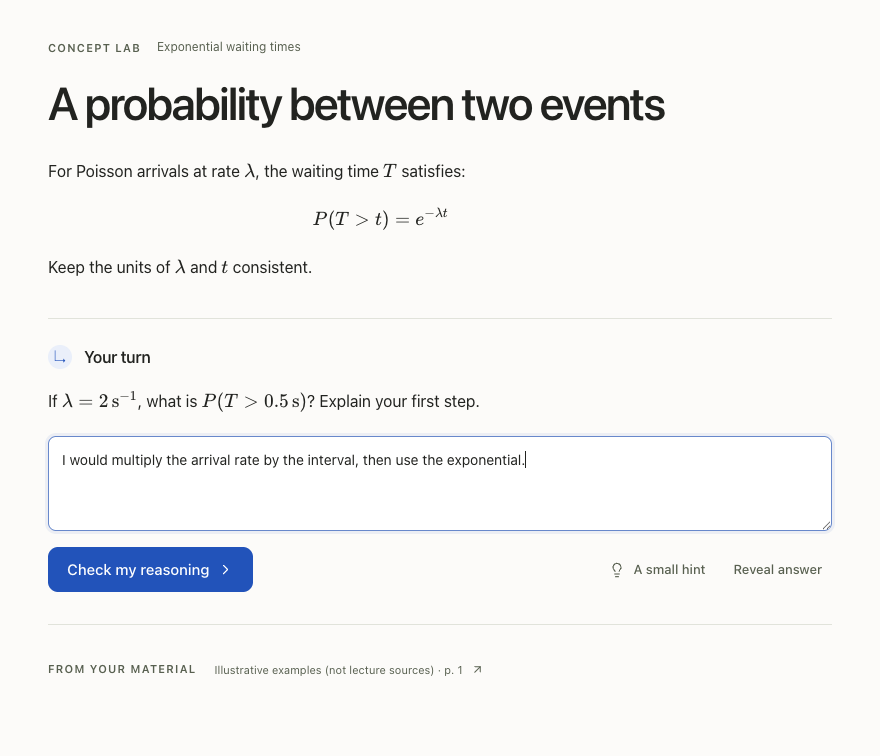 CONCEPT LAB Exponential waiting times
A probability between two events
For Poisson arrivals at rate λ, the waiting time T satisfies:
P(T > t) = e^{−λt}
Keep the units of λ and t consistent.
Your turn
If λ = 2 s⁻¹, what is P(T > 0.5 s)? Explain your first step.
I would multiply the arrival rate by the interval, then use the exponential.
Check my reasoning
A small hint
Reveal answer
FROM YOUR MATERIAL Illustrative examples (not lecture sources) · p. 1 ↗